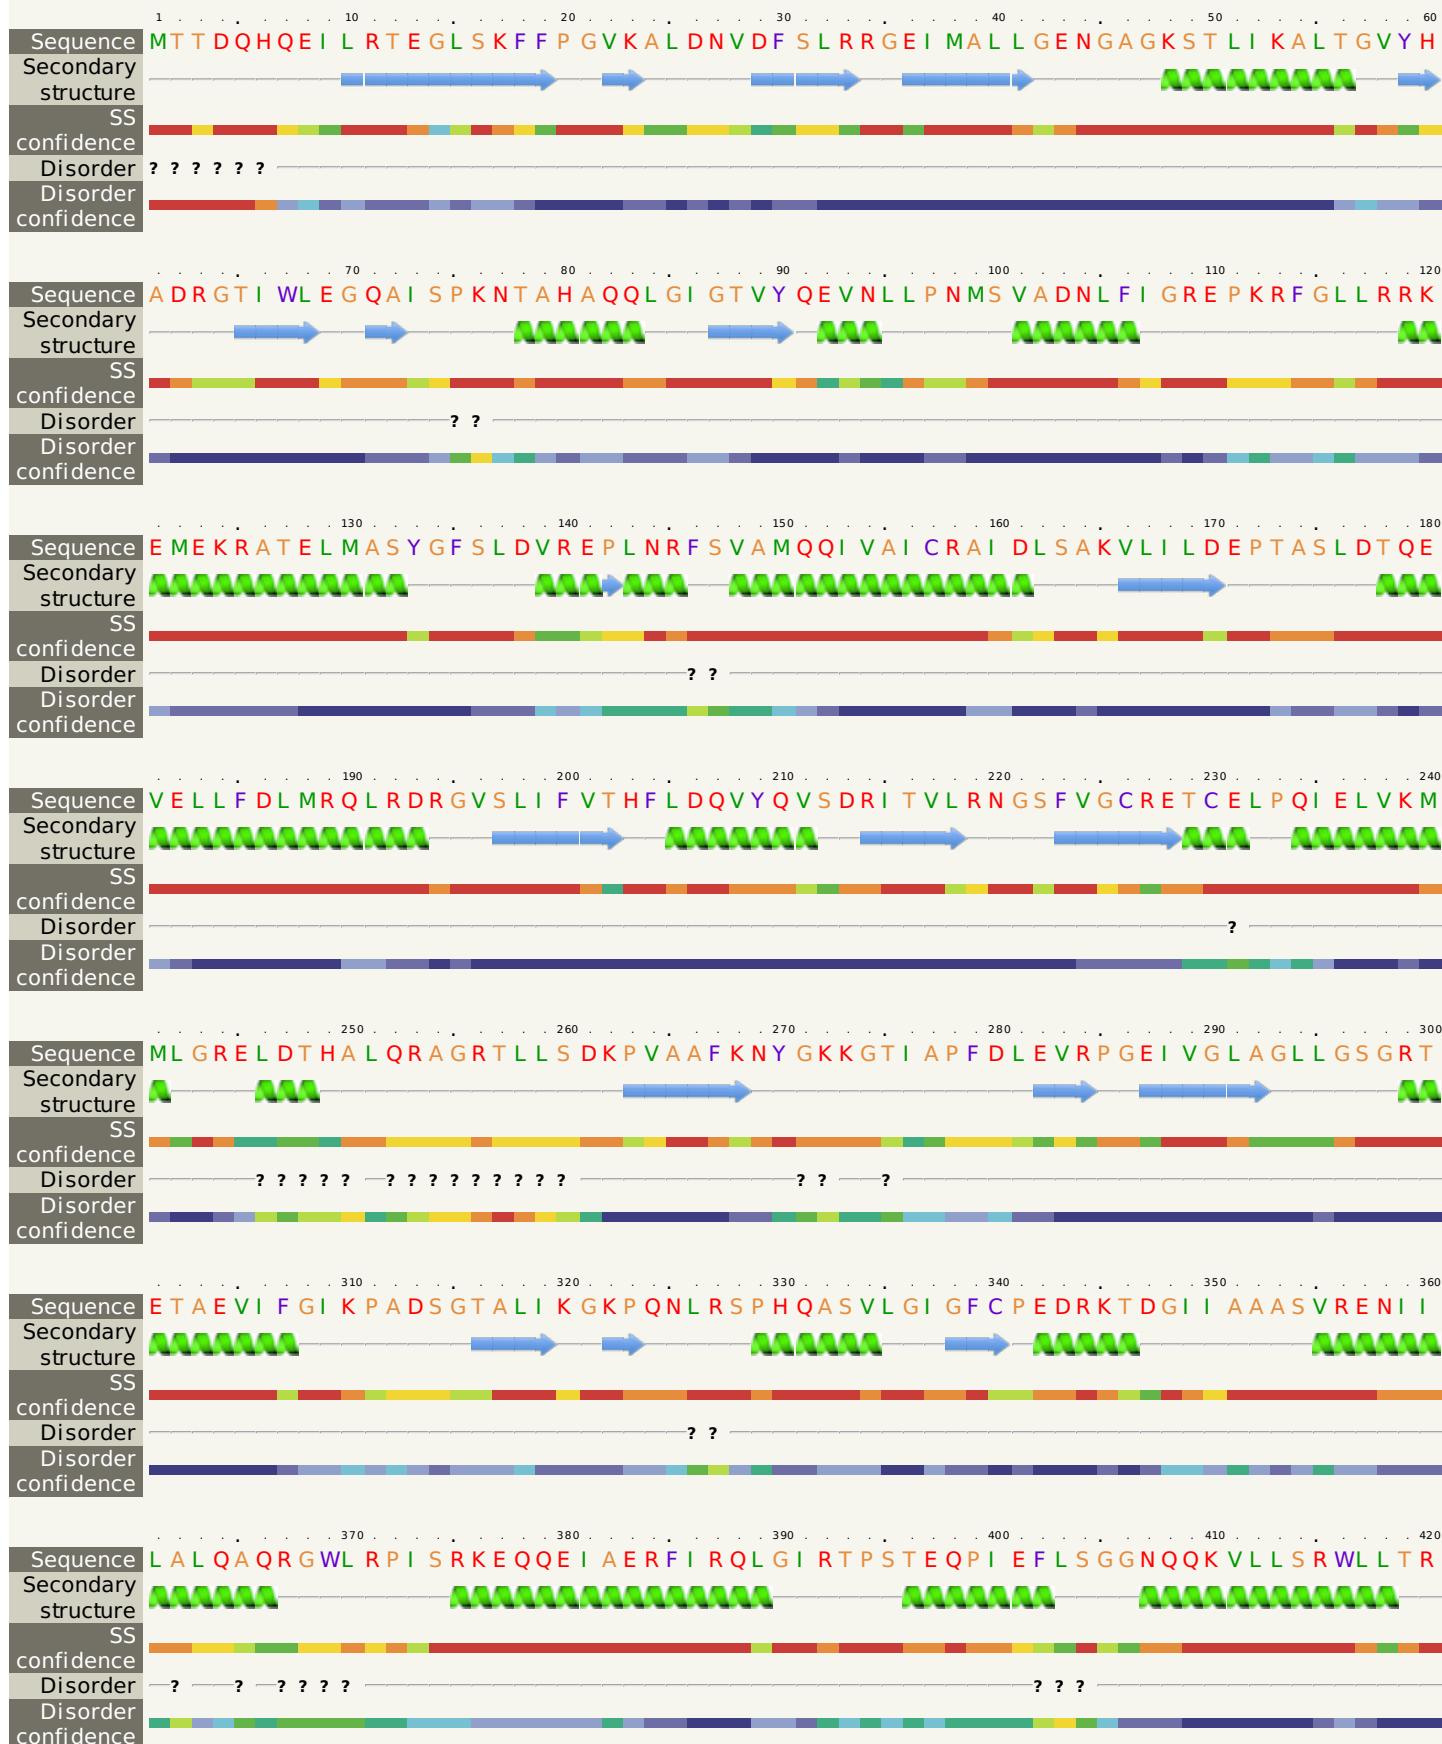 1 10 20 30 40 50 60
Sequence M T T D Q H Q E I L R T E G L S K F F P G V K A L D N V D F S L R R G E I M A L L G E N G A G K S T L I K A L T G V Y H
Secondary
structure
SS
confidence
Disorder ? ? ? ? ? ?
Disorder
confidence
70 80 90 100 110 120
Sequence A D R G T I W L E G Q A I S P K N T A H A Q Q L G I G T V Y Q E V N L L P N M S V A D N L F I G R E P K R F G L L R R K
Secondary
structure
SS
confidence
Disorder ? ?
Disorder
confidence
130 140 150 160 170 180
Sequence E M E K R A T E L M A S Y G F S L D V R E P L N R F S V A M Q Q I V A I C R A I D L S A K V L I L D E P T A S L D T Q E
Secondary
structure
SS
confidence
Disorder ? ?
Disorder
confidence
190 200 210 220 230 240
Sequence V E L L F D L M R Q L R D R G V S L I F V T H F L D Q V Y Q V S D R I T V L R N G S F V G C R E T C E L P Q I E L V K M
Secondary
structure
SS
confidence
Disorder ?
Disorder
confidence
250 260 270 280 290 300
Sequence M L G R E L D T H A L Q R A G R T L L S D K P V A A F K N Y G K K G T I A P F D L E V R P G E I V G L A G L L G S G R T
Secondary
structure
SS
confidence
Disorder ? ? ? ? ? ? ? ? ? ? ? ? ? ? ? ? ?
Disorder
confidence
310 320 330 340 350 360
Sequence E T A E V I F G I K P A D S G T A L I K G K P Q N L R S P H Q A S V L G I G F C P E D R K T D G I I A A A S V R E N I I
Secondary
structure
SS
confidence
Disorder ? ?
Disorder
confidence
370 380 390 400 410 420
Sequence L A L Q A Q R G W L R P I S R K E Q Q E I A E R F I R Q L G I R T P S T E Q P I E F L S G G N Q Q K V L L S R W L L T R
Secondary
structure
SS
confidence
Disorder ? ? ? ? ? ? ? ? ?
Disorder
confidence